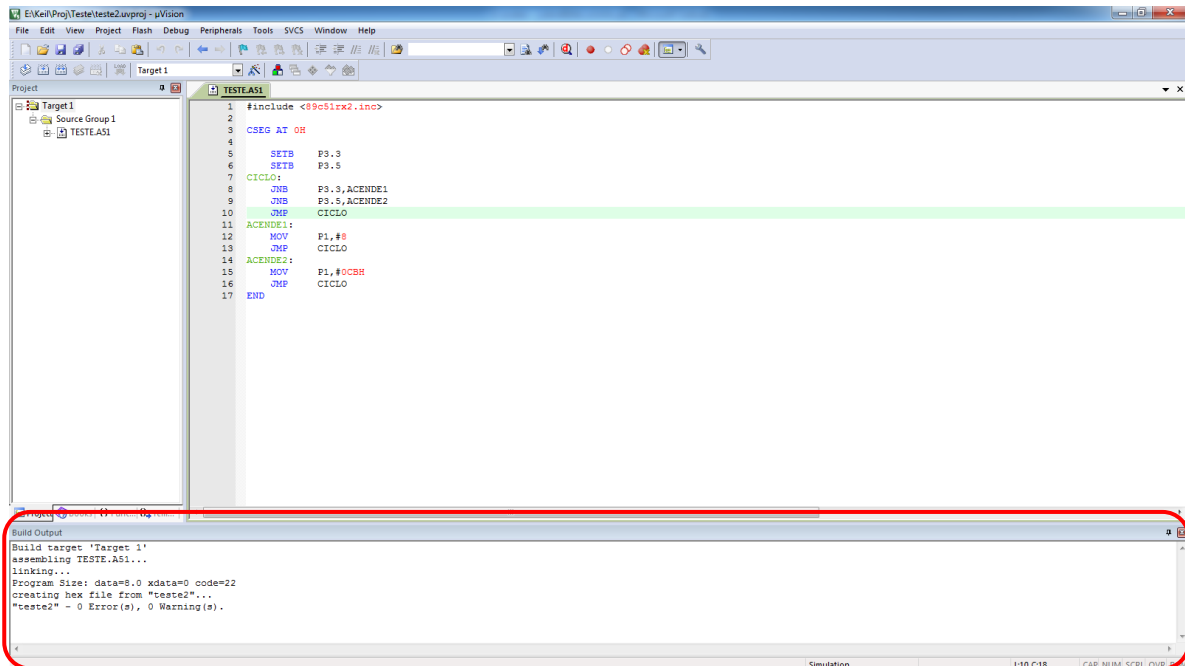 E:\Keil\Proj\Teste\teste2.uvproj - µVision
File Edit View Project Flash Debug Peripherals Tools SVCS Window Help
Target 1
Project
TESTE.A51
Target 1
Source Group 1
TESTE.A51
1 #include <89c51rx2.inc>
2
3 CSEG AT 0H
4
5 SETB P3.3
6 SETB P3.5
7 CICLO:
8 JNB P3.3,ACENDE1
9 JNB P3.5,ACENDE2
10 JMP CICLO
11 ACENDE1:
12 MOV P1,#8
13 JMP CICLO
14 ACENDE2:
15 MOV P1,#0CBH
16 JMP CICLO
17 END
Build Output
Build target 'Target 1'
assembling TESTE.A51...
linking...
Program Size: data=8.0 xdata=0 code=22
creating hex file from "teste2"...
"teste2" - 0 Error(s), 0 Warning(s).
Simulation L:10 C:18 CAP NUM SCRL OVR